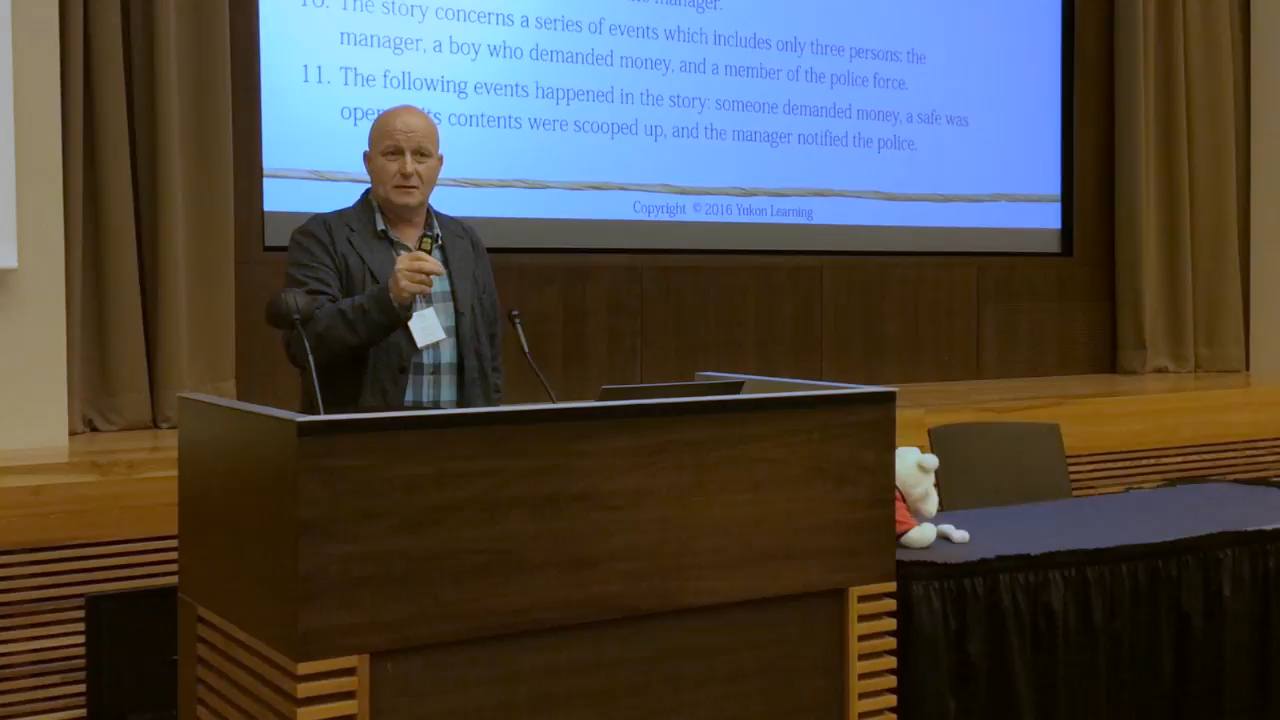 manager.
10. The story concerns a series of events which includes only three persons: the
manager, a boy who demanded money, and a member of the police force.
11. The following events happened in the story: someone demanded money, a safe was
contents were scooped up, and the manager notified the police.
Copyright © 2016 Yukon Learning